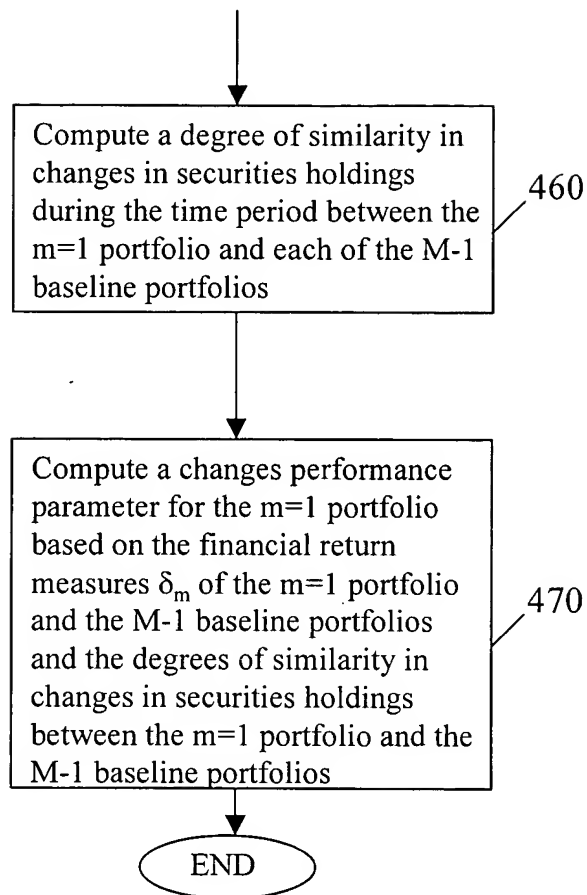 Compute a degree of similarity in
changes in securities holdings
during the time period between the
m=1 portfolio and each of the M-1
baseline portfolios
460
Compute a changes performance
parameter for the m=1 portfolio
based on the financial return
measures δm of the m=1 portfolio
and the M-1 baseline portfolios
and the degrees of similarity in
changes in securities holdings
between the m=1 portfolio and the
M-1 baseline portfolios
470
END